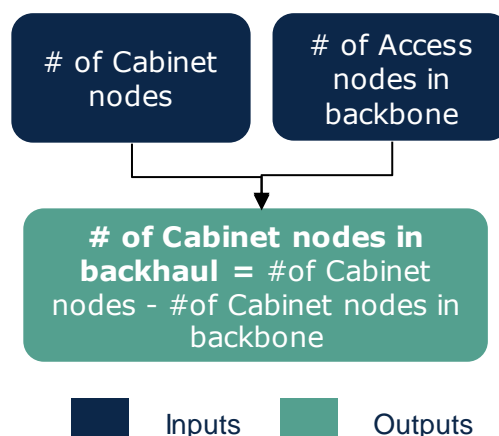 # of Cabinet
nodes
# of Access
nodes in
backbone
# of Cabinet nodes in
backhaul = #of Cabinet
nodes - #of Cabinet nodes in
backbone
Inputs
Outputs